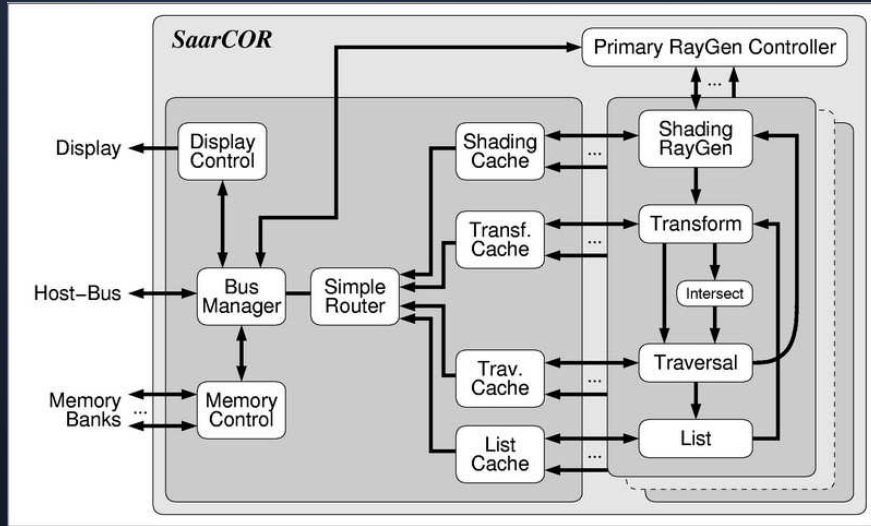 SaarCOR
Primary RayGen Controller
...
Display
Display
Control
Shading
Cache
...
Shading
RayGen
Transf.
Cache
...
Transform
Host-Bus
Bus
Manager
Simple
Router
Intersect
Trav.
Cache
...
Traversal
Memory
Banks
...
Memory
Control
List
Cache
...
List